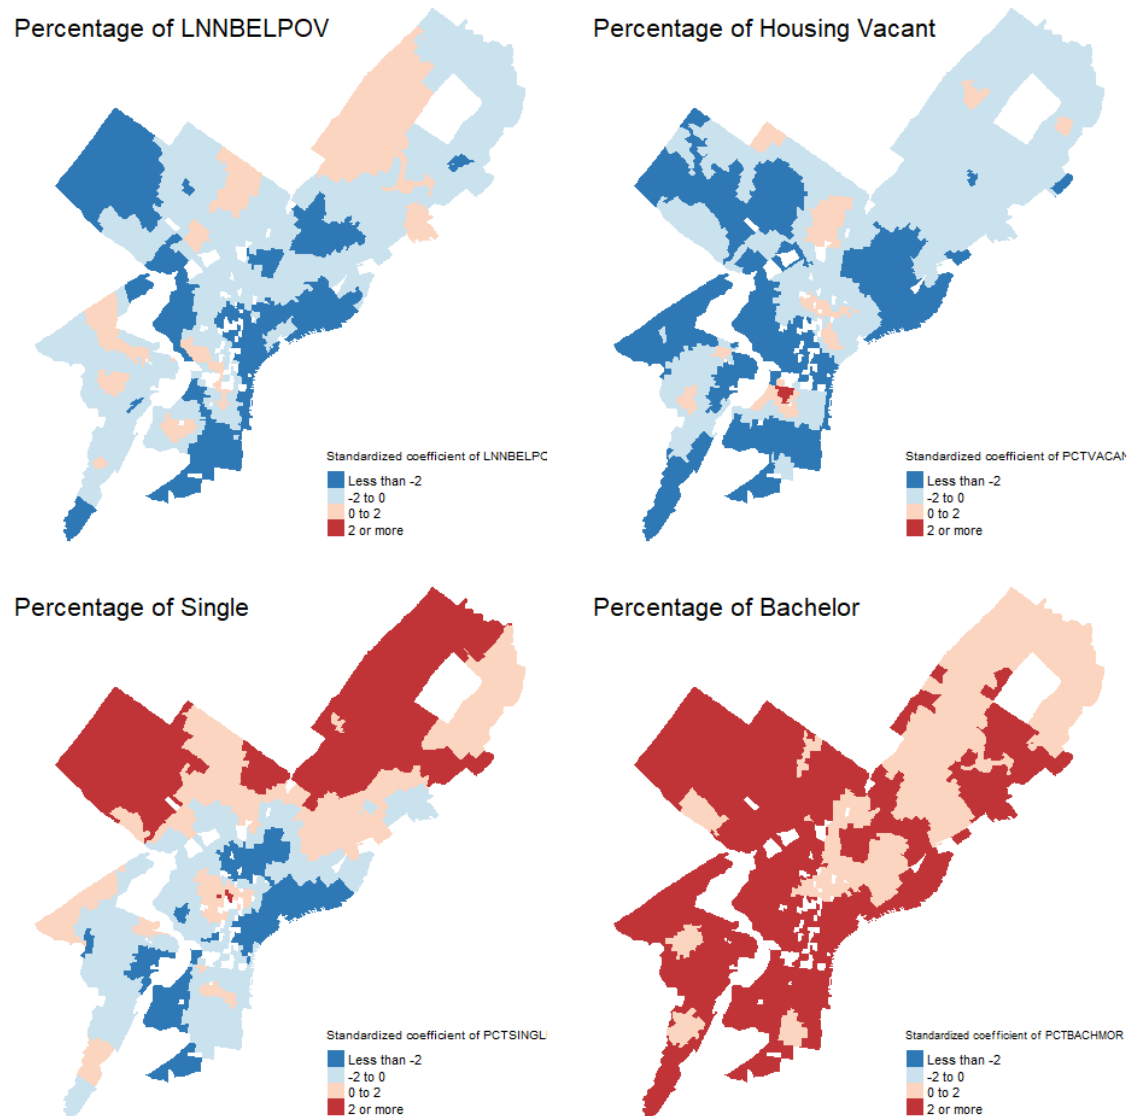 Percentage of LNNBELPOV
Standardized coefficient of LNNBELPO
Less than -2
-2 to 0
0 to 2
2 or more
Percentage of Housing Vacant
Standardized coefficient of PCTVACAN
Less than -2
-2 to 0
0 to 2
2 or more
Percentage of Single
Standardized coefficient of PCTSINGL
Less than -2
-2 to 0
0 to 2
2 or more
Percentage of Bachelor
Standardized coefficient of PCTBACHMOR
Less than -2
-2 to 0
0 to 2
2 or more